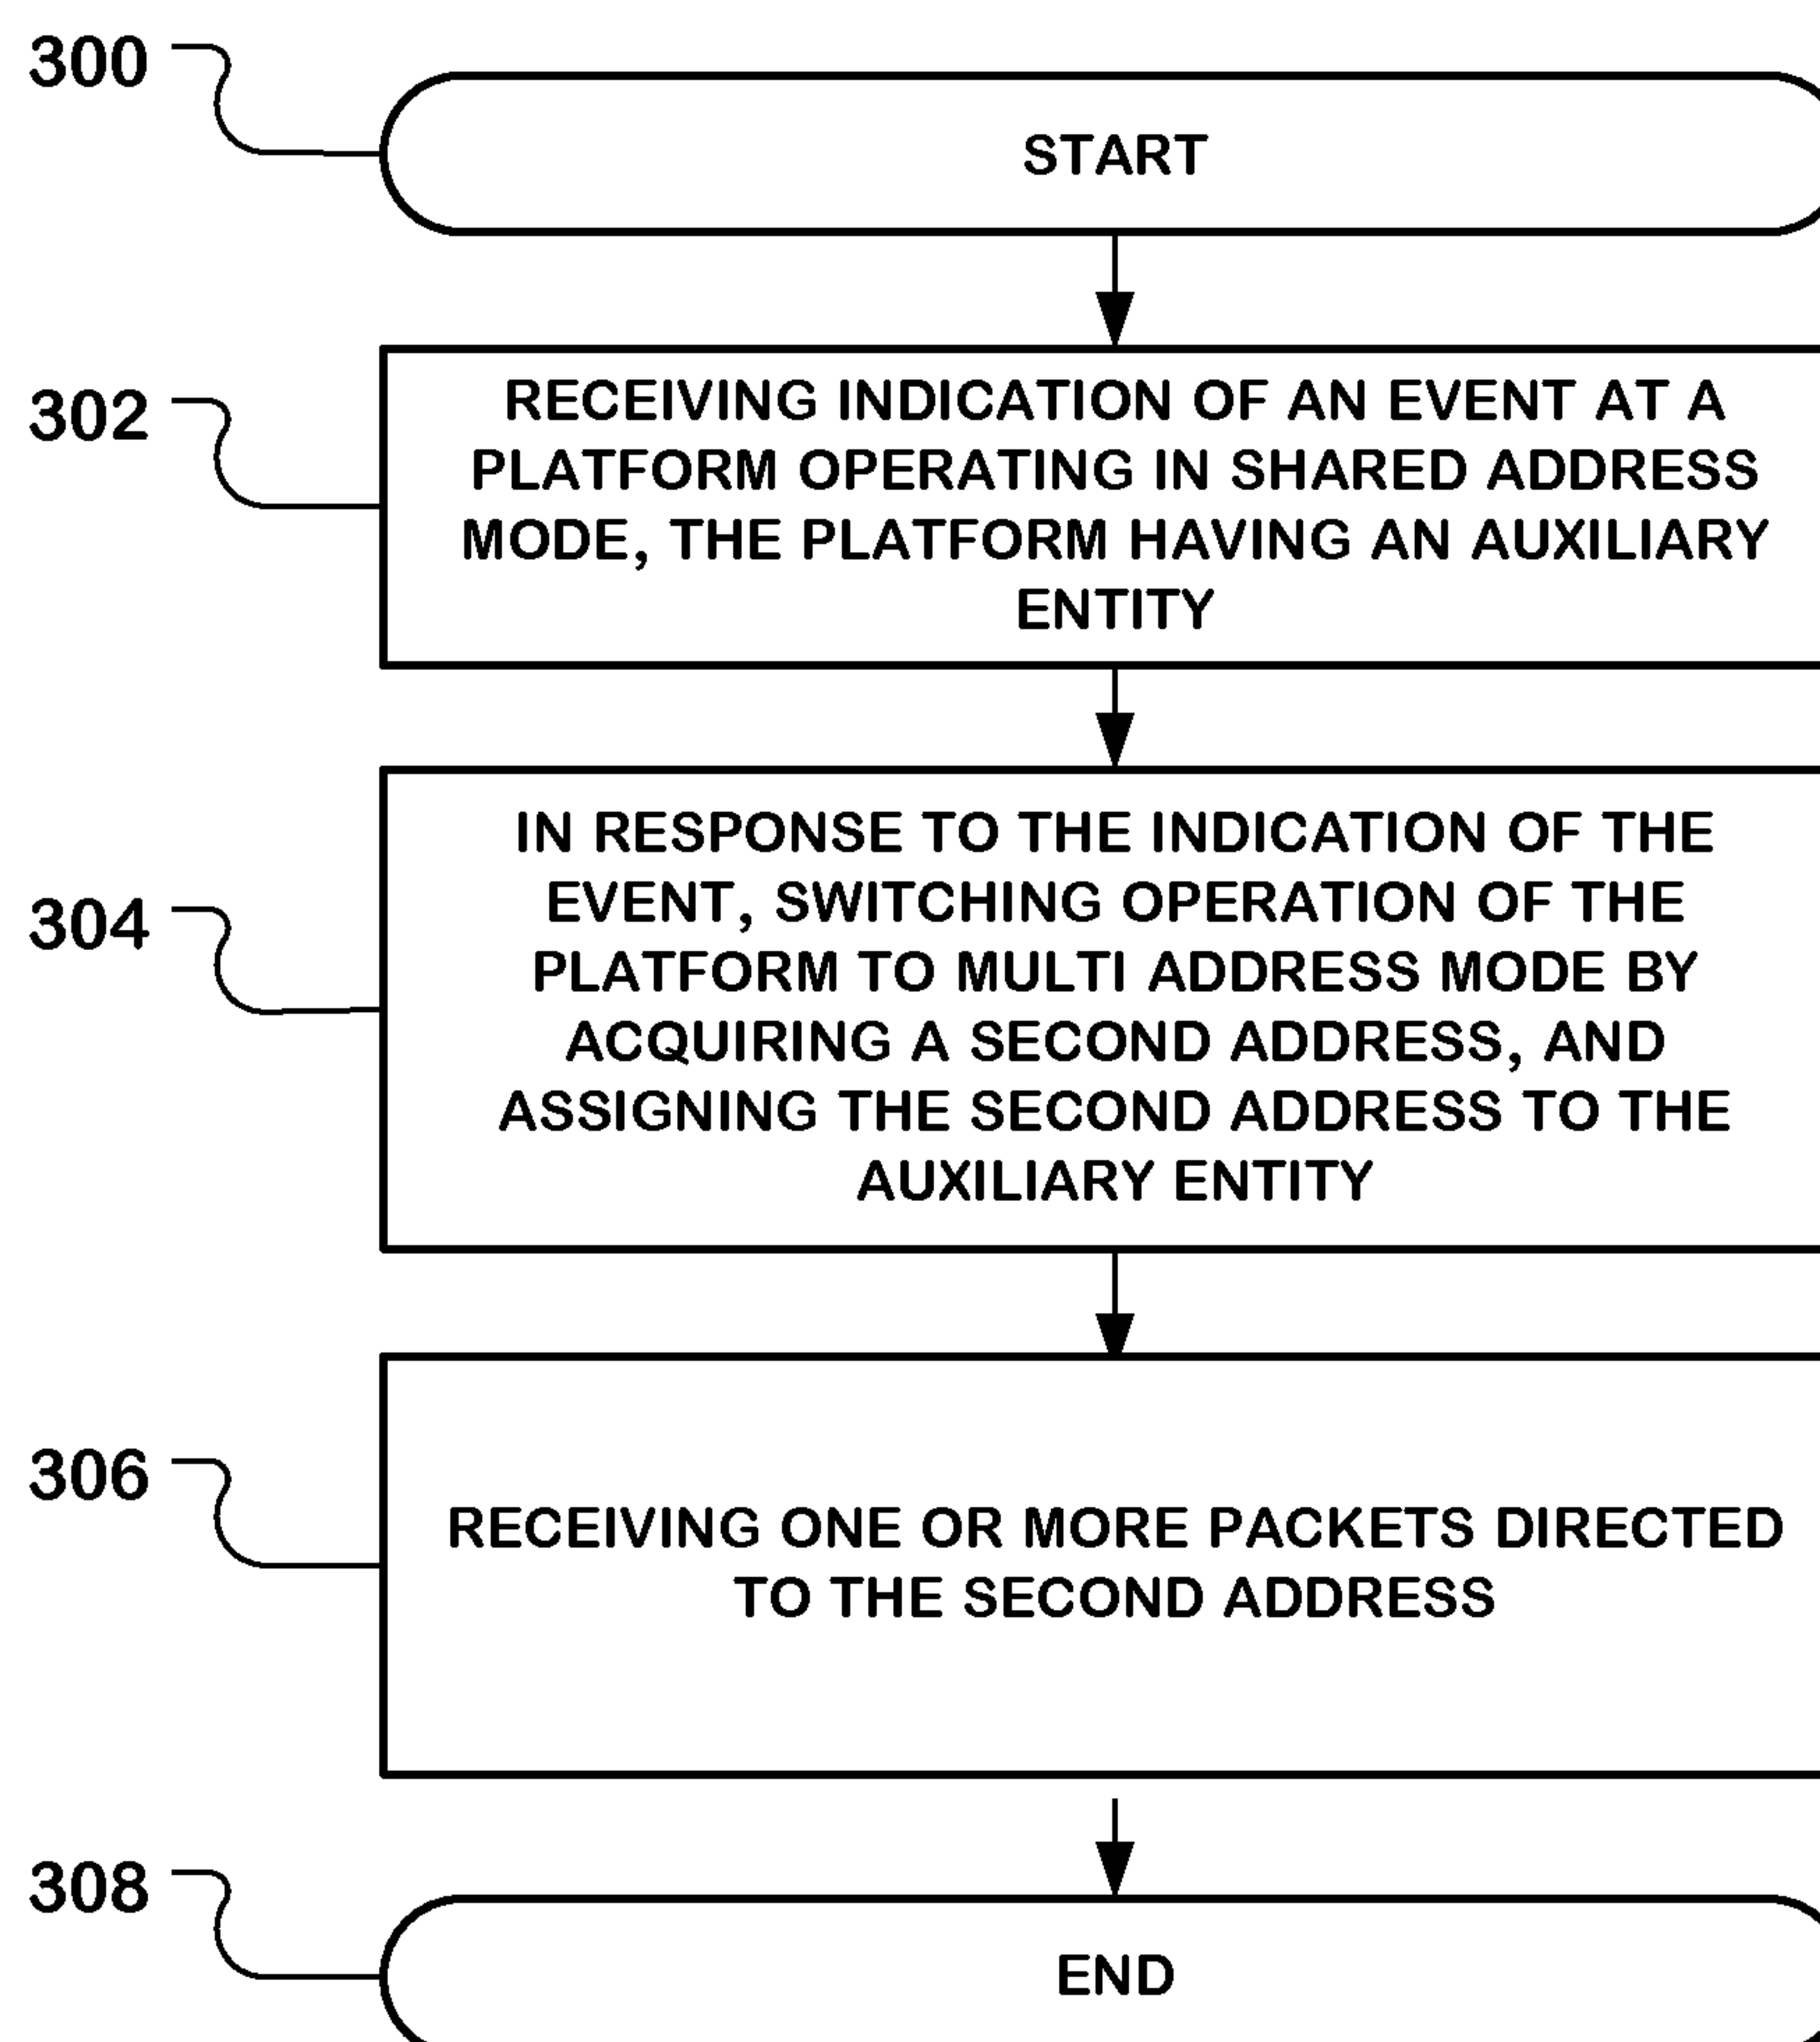 300
START
302
RECEIVING INDICATION OF AN EVENT AT A
PLATFORM OPERATING IN SHARED ADDRESS
MODE, THE PLATFORM HAVING AN AUXILIARY
ENTITY
304
IN RESPONSE TO THE INDICATION OF THE
EVENT, SWITCHING OPERATION OF THE
PLATFORM TO MULTI ADDRESS MODE BY
ACQUIRING A SECOND ADDRESS, AND
ASSIGNING THE SECOND ADDRESS TO THE
AUXILIARY ENTITY
306
RECEIVING ONE OR MORE PACKETS DIRECTED
TO THE SECOND ADDRESS
308
END